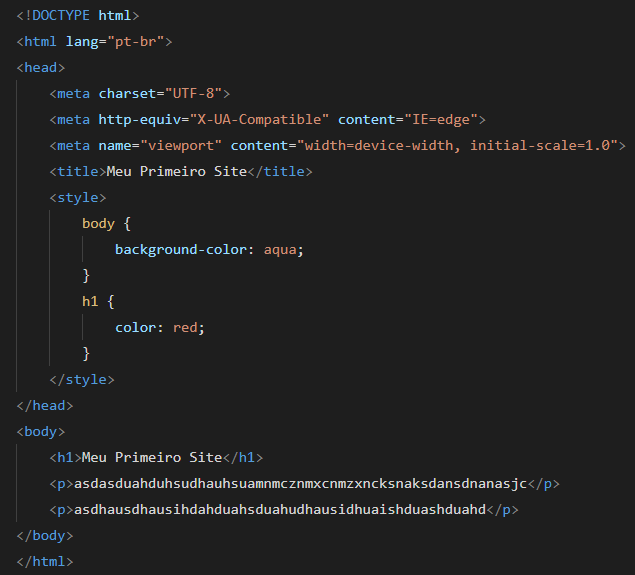 <!DOCTYPE html>
<html lang="pt-br">
<head>
    <meta charset="UTF-8">
    <meta http-equiv="X-UA-Compatible" content="IE=edge">
    <meta name="viewport" content="width=device-width, initial-scale=1.0">
    <title>Meu Primeiro Site</title>
    <style>
        body {
            background-color: aqua;
        }
        h1 {
            color: red;
        }
    </style>
</head>
<body>
    <h1>Meu Primeiro Site</h1>
    <p>asdasduahduhsudhauhsuamnmcznmxcnmzxncksnaksdansdnanasjc</p>
    <p>asdhausdhausihdahduahsduahudhausidhuaishduashduahd</p>
</body>
</html>